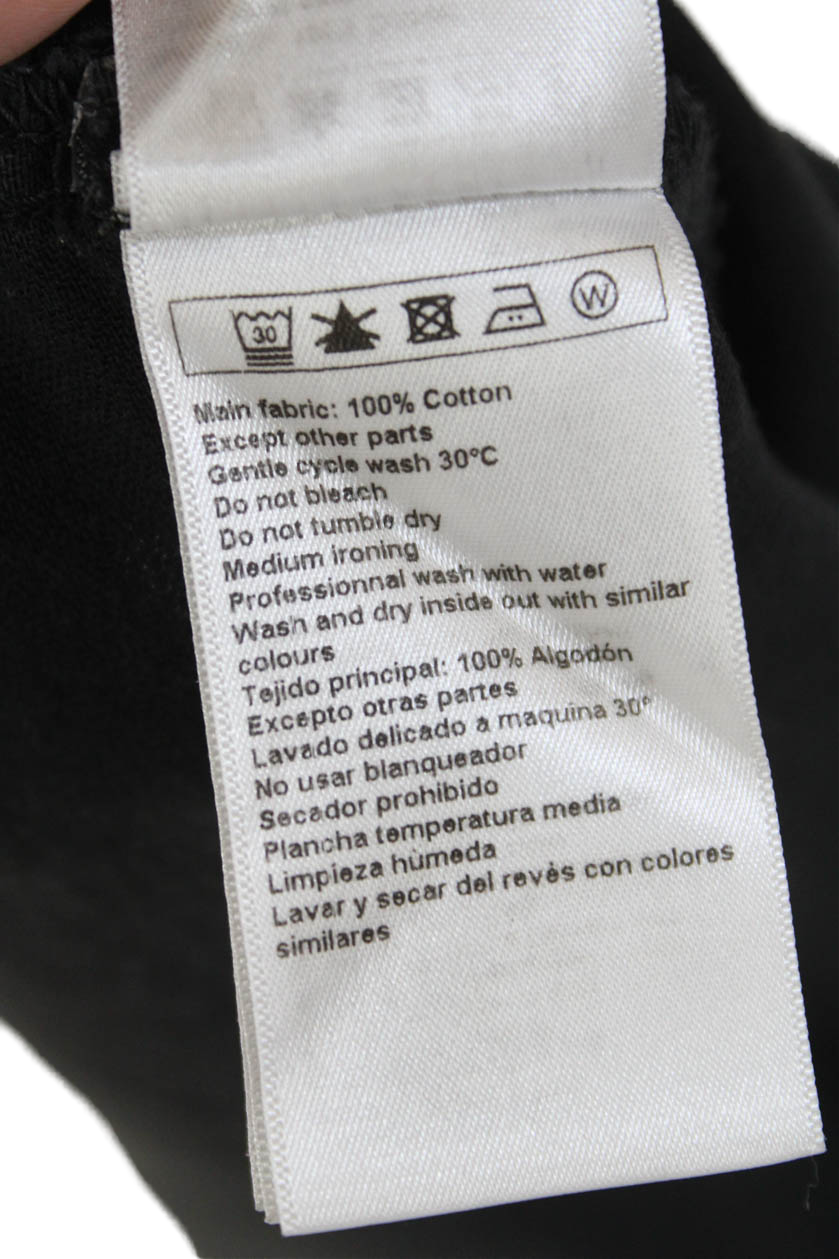 30
W
Main fabric: 100% Cotton
Except other parts
Gentle cycle wash 30°C
Do not bleach
Do not tumble dry
Medium ironing
Professionnal wash with water
Wash and dry inside out with similar
colours
Tejido principal: 100% Algodón
Excepto otras partes
Lavado delicado a maquina 30°
No usar blanqueador
Secador prohibido
Plancha temperatura media
Limpieza húmeda
Lavar y secar del revés con colores
similares